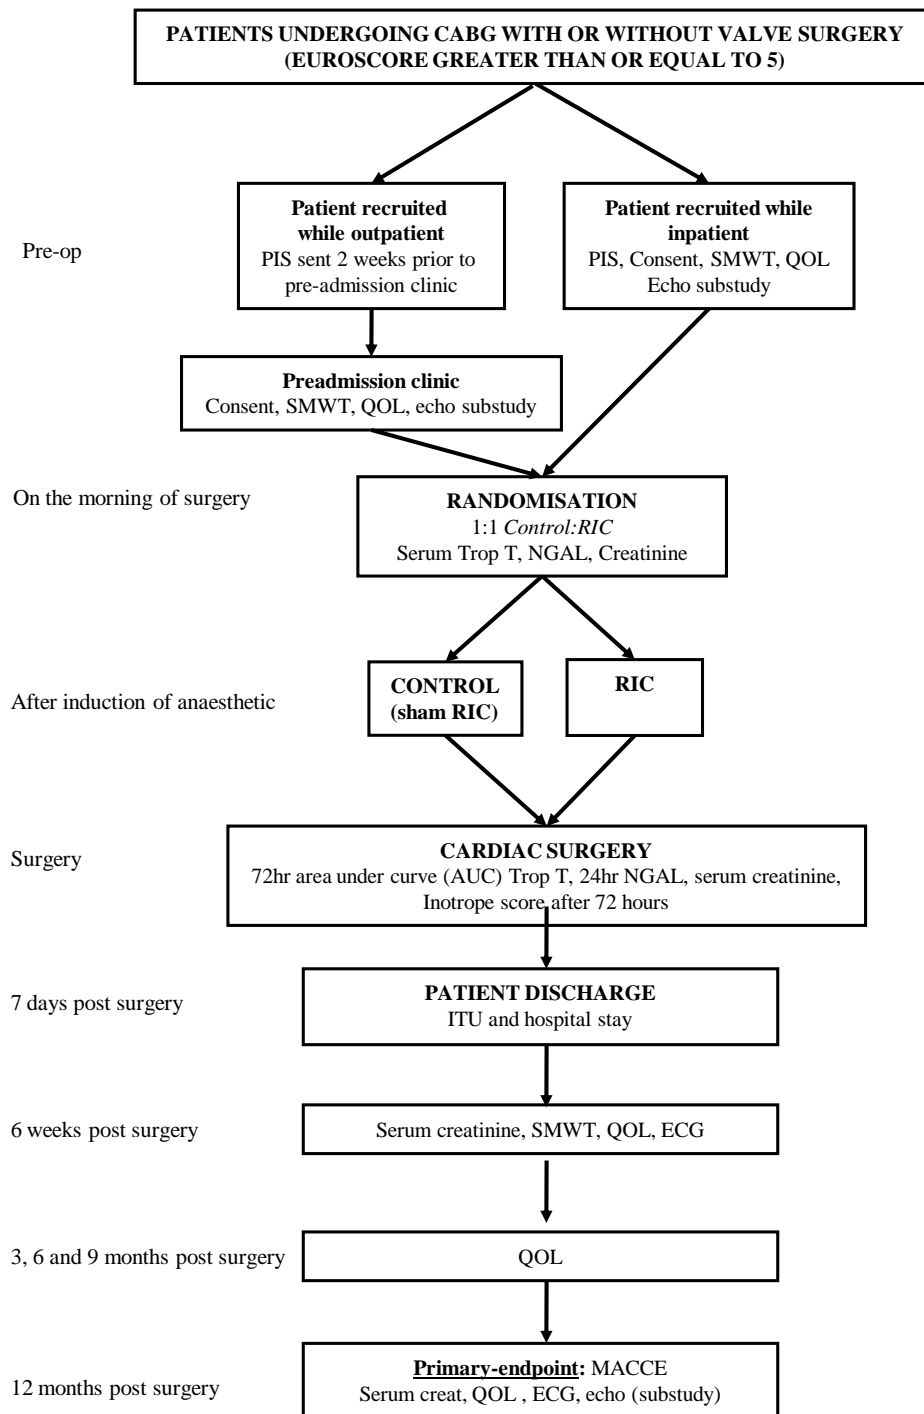 PATIENTS UNDERGOING CABG WITH OR WITHOUT VALVE SURGERY
(EUROSCORE GREATER THAN OR EQUAL TO 5)
Pre-op
Patient recruited
while outpatient
PIS sent 2 weeks prior to
pre-admission clinic
Patient recruited while
inpatient
PIS, Consent, SMWT, QOL
Echo substudy
Preadmission clinic
Consent, SMWT, QOL, echo substudy
On the morning of surgery
RANDOMISATION
1:1 Control:RIC
Serum Trop T, NGAL, Creatinine
After induction of anaesthetic
CONTROL
(sham RIC)
RIC
Surgery
CARDIAC SURGERY
72hr area under curve (AUC) Trop T, 24hr NGAL, serum creatinine,
Inotrope score after 72 hours
7 days post surgery
PATIENT DISCHARGE
ITU and hospital stay
6 weeks post surgery
Serum creatinine, SMWT, QOL, ECG
3, 6 and 9 months post surgery
QOL
12 months post surgery
Primary-endpoint: MACCE
Serum creat, QOL , ECG, echo (substudy)